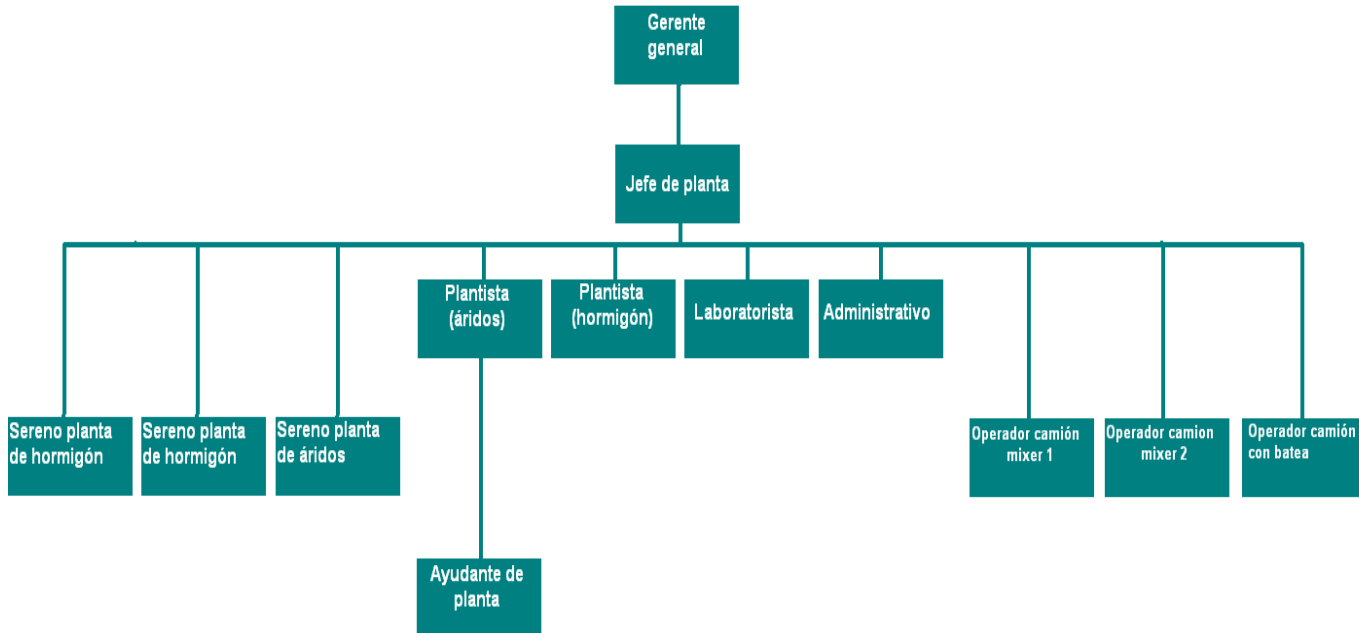 Gerente
general
Jefe de planta
Plantista
(áridos)
Plantista
(hormigón)
Laboratorista
Administrativo
Sereno planta
de hormigón
Sereno planta
de hormigón
Sereno planta
de áridos
Operador camión
mixer 1
Operador camion
mixer 2
Operador camión
con batea
Ayudante de
planta